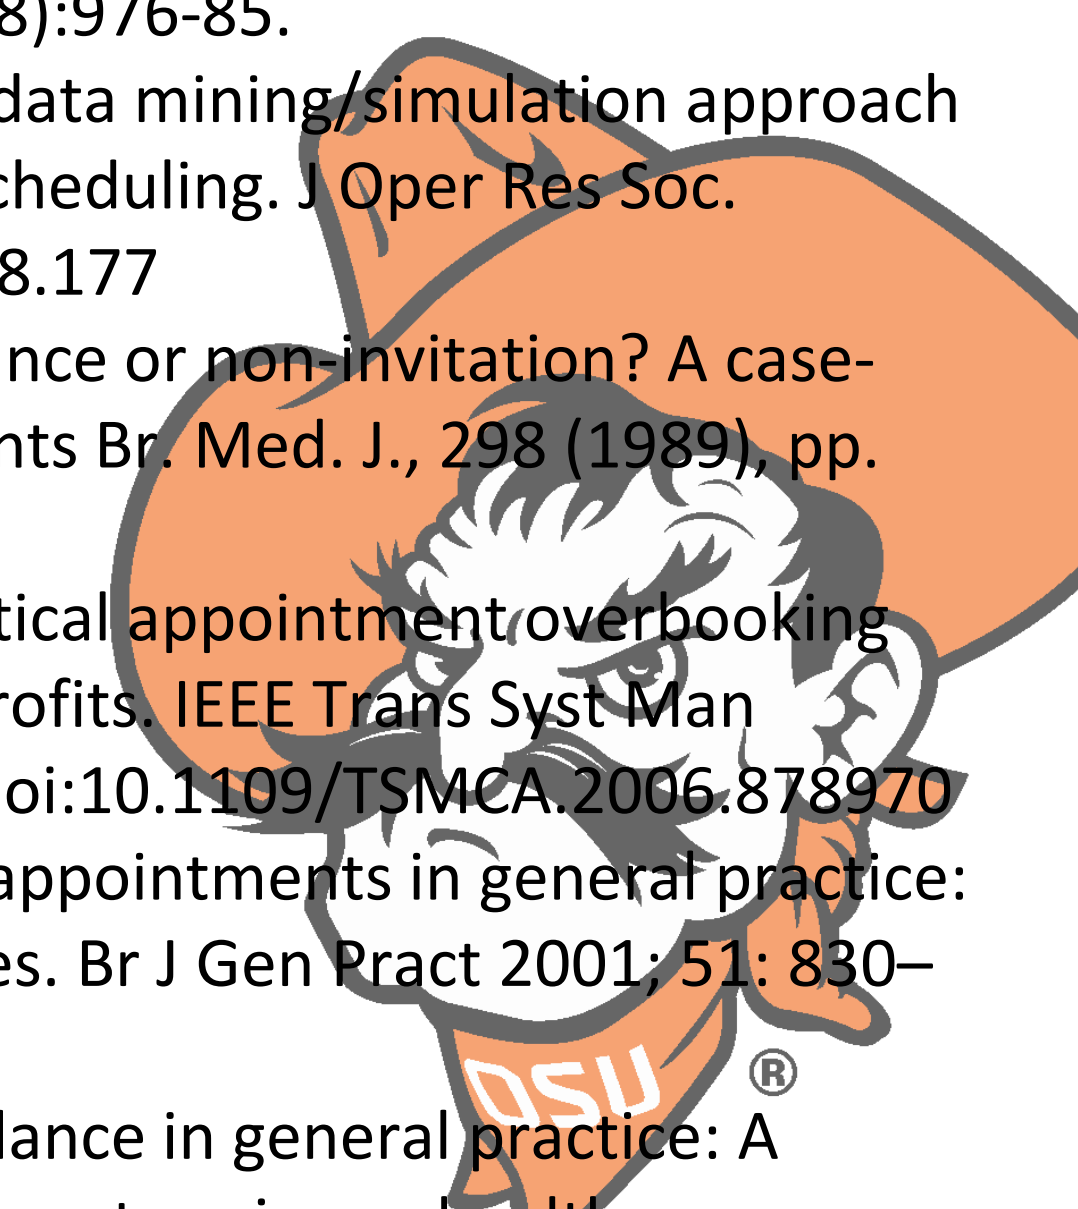 8):976-85.
data mining/simulation approach
cheduling. J Oper Res Soc.
8.177
nce or non-invitation? A case-
nts Br. Med. J., 298 (1989), pp.
tical appointment overbooking
rofits. IEEE Trans Syst Man
oi:10.1109/TSMCA.2006.878970
appointments in general practice:
es. Br J Gen Pract 2001; 51: 830–
OSU
®
dance in general practice: A